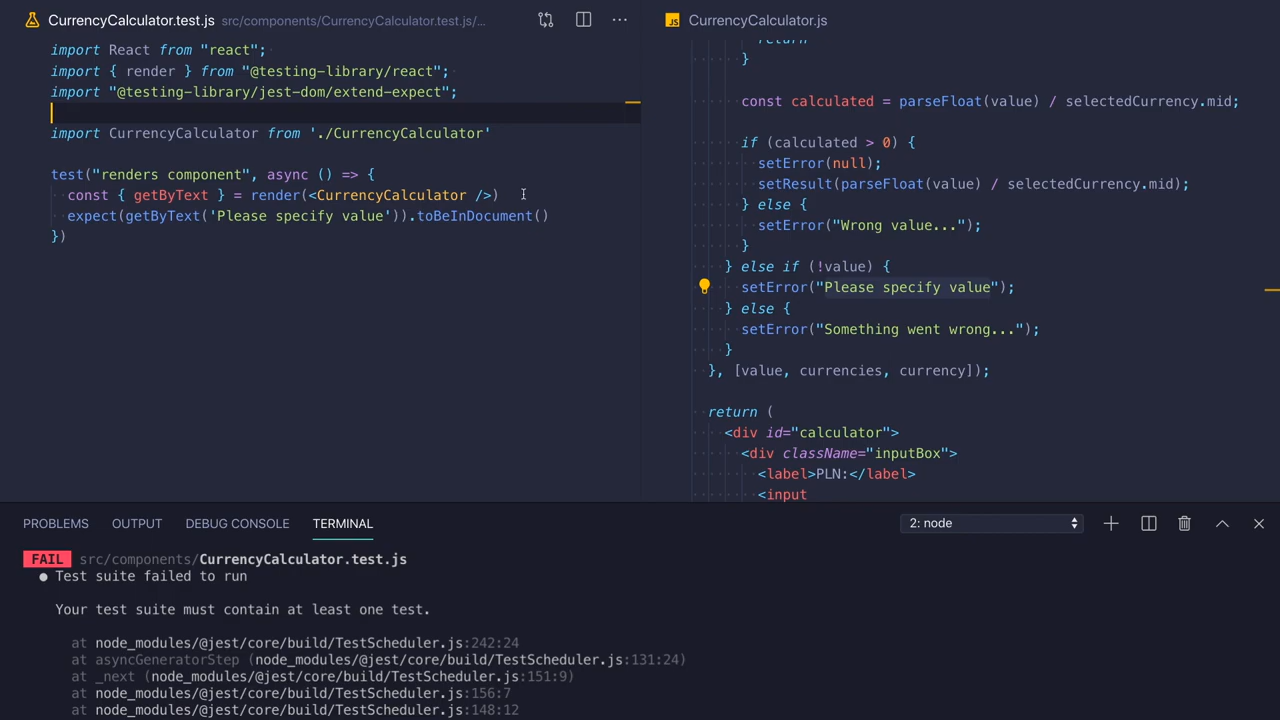 CurrencyCalculator.test.js src/components/CurrencyCalculator.test.js/...
import React from "react";
import { render } from "@testing-library/react";
import "@testing-library/jest-dom/extend-expect";
import CurrencyCalculator from './CurrencyCalculator'
test("renders component", async () => {
const { getByText } = render(<CurrencyCalculator />)
expect(getByText('Please specify value')).toBeInDocument()
})
JS CurrencyCalculator.js
return
}
const calculated = parseFloat(value) / selectedCurrency.mid;
if (calculated > 0) {
setError(null);
setResult(parseFloat(value) / selectedCurrency.mid);
} else {
setError("Wrong value...");
}
} else if (!value) {
setError("Please specify value");
} else {
setError("Something went wrong...");
}
}, [value, currencies, currency]);
return (
<div id="calculator">
<div className="inputBox">
<label>PLN:</label>
<input
PROBLEMS OUTPUT DEBUG CONSOLE TERMINAL 2: node
FAIL src/components/CurrencyCalculator.test.js
● Test suite failed to run
Your test suite must contain at least one test.
at node_modules/@jest/core/build/TestScheduler.js:242:24
at asyncGeneratorStep (node_modules/@jest/core/build/TestScheduler.js:131:24)
at _next (node_modules/@jest/core/build/TestScheduler.js:151:9)
at node_modules/@jest/core/build/TestScheduler.js:156:7
at node_modules/@jest/core/build/TestScheduler.js:148:12